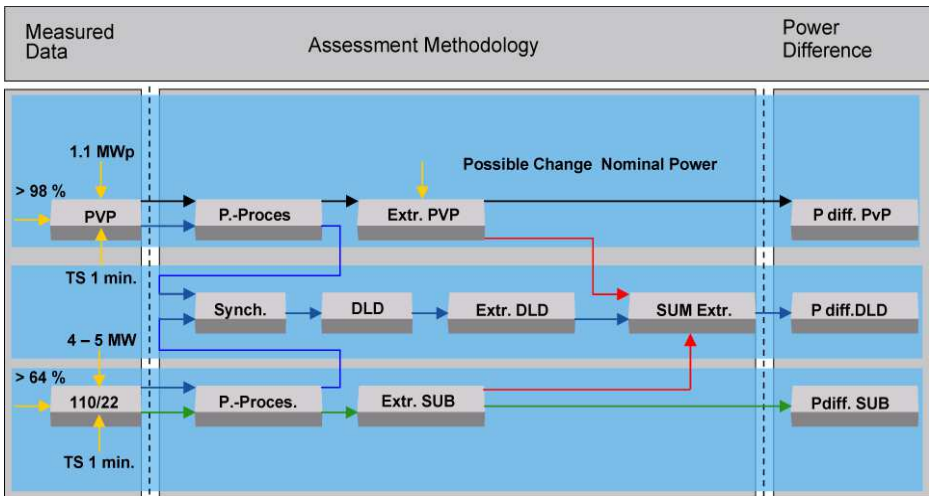 Measured
Data
Assessment Methodology
Power
Difference
1.1 MWp
Possible Change Nominal Power
> 98 %
PVP
P.-Proces
Extr. PVP
P diff. PvP
TS 1 min.
Synch.
DLD
Extr. DLD
SUM Extr.
P diff.DLD
4 – 5 MW
> 64 %
110/22
P.-Proces.
Extr. SUB
Pdiff. SUB
TS 1 min.